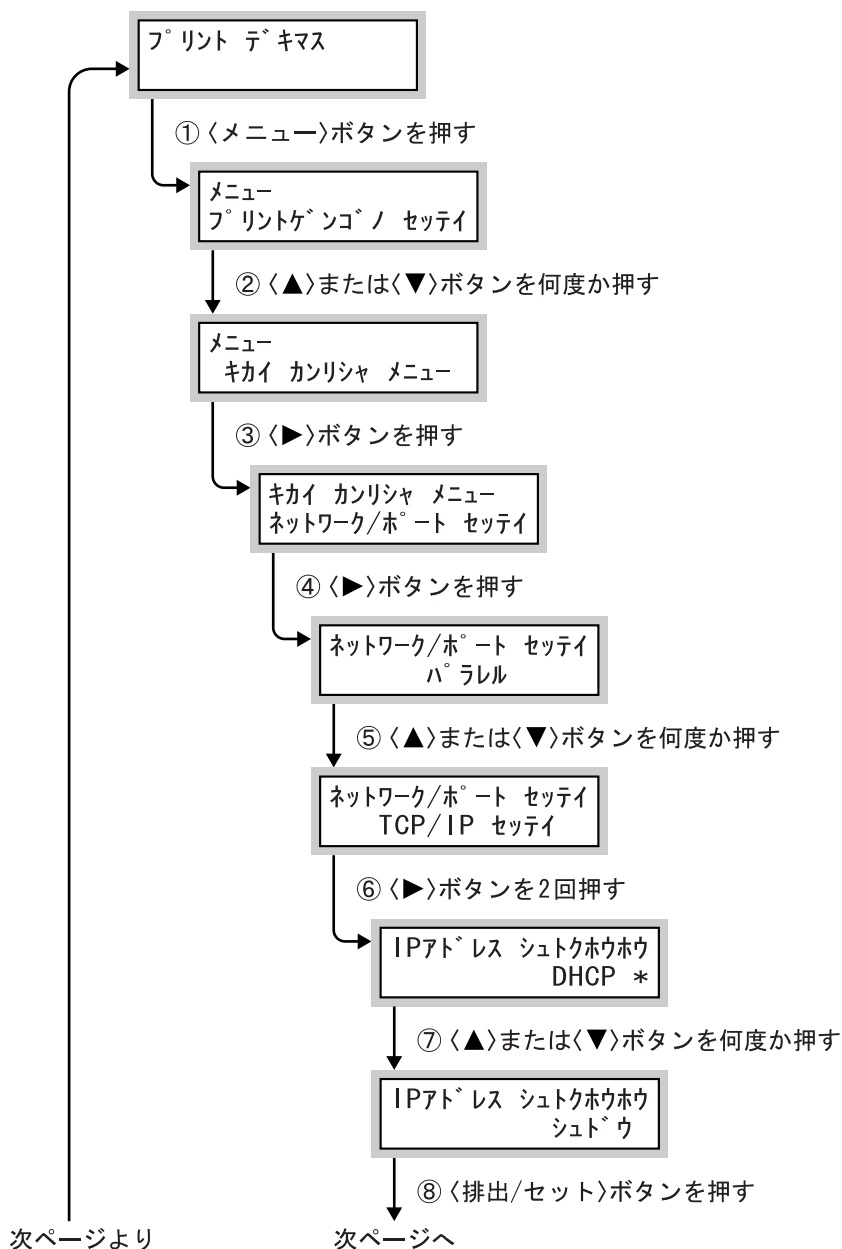 ﾌﾟﾘﾝﾄ ﾃﾞｷﾏｽ
①〈メニュー〉ボタンを押す
ﾒﾆｭｰ
ﾌﾟﾘﾝﾄｹﾞﾝｺﾞﾉ ｾｯﾃｲ
②〈▲〉または〈▼〉ボタンを何度か押す
ﾒﾆｭｰ
ｷｶｲ ｶﾝﾘｼｬ ﾒﾆｭｰ
③〈▶〉ボタンを押す
ｷｶｲ ｶﾝﾘｼｬ ﾒﾆｭｰ
ﾈｯﾄﾜｰｸ/ﾎﾟｰﾄ ｾｯﾃｲ
④〈▶〉ボタンを押す
ﾈｯﾄﾜｰｸ/ﾎﾟｰﾄ ｾｯﾃｲ
ﾊﾟﾗﾚﾙ
⑤〈▲〉または〈▼〉ボタンを何度か押す
ﾈｯﾄﾜｰｸ/ﾎﾟｰﾄ ｾｯﾃｲ
TCP/IP ｾｯﾃｲ
⑥〈▶〉ボタンを2回押す
IPｱﾄﾞﾚｽ ｼｭﾄｸﾎｳﾎｳ
DHCP *
⑦〈▲〉または〈▼〉ボタンを何度か押す
IPｱﾄﾞﾚｽ ｼｭﾄｸﾎｳﾎｳ
ｼｭﾄﾞｳ
⑧〈排出/セット〉ボタンを押す
次ページより
次ページへ